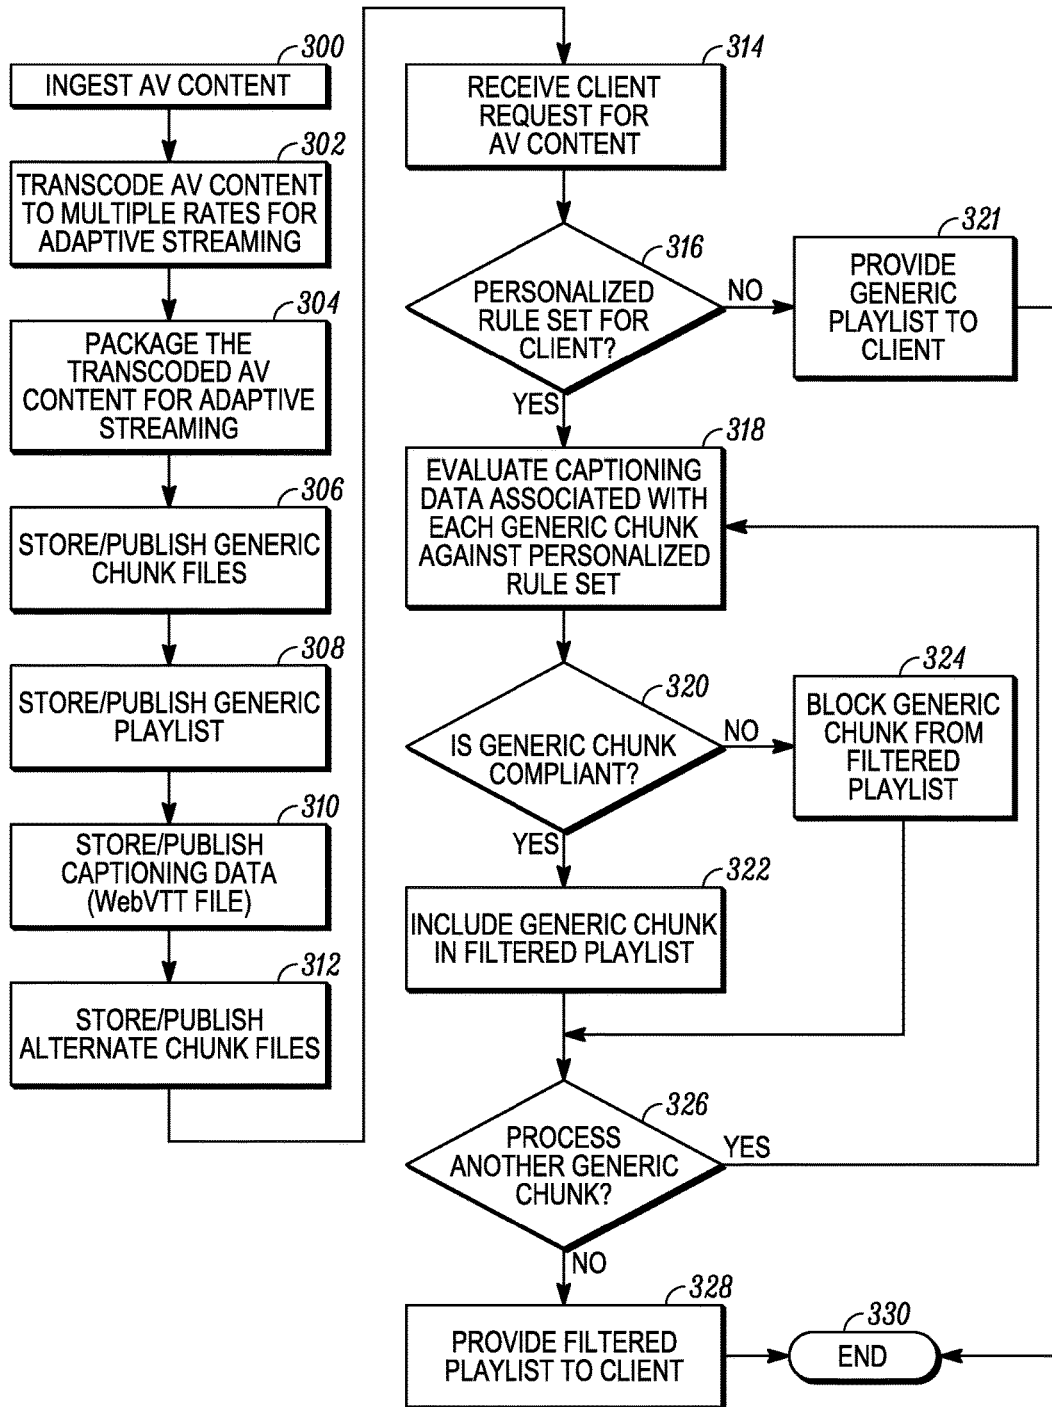 300
INGEST AV CONTENT
302
TRANSCODE AV CONTENT
TO MULTIPLE RATES FOR
ADAPTIVE STREAMING
304
PACKAGE THE
TRANSCODED AV
CONTENT FOR ADAPTIVE
STREAMING
306
STORE/PUBLISH GENERIC
CHUNK FILES
308
STORE/PUBLISH GENERIC
PLAYLIST
310
STORE/PUBLISH
CAPTIONING DATA
(WebVTT FILE)
312
STORE/PUBLISH
ALTERNATE CHUNK FILES
314
RECEIVE CLIENT
REQUEST FOR
AV CONTENT
316
PERSONALIZED
RULE SET FOR
CLIENT?
NO
321
PROVIDE
GENERIC
PLAYLIST TO
CLIENT
YES
318
EVALUATE CAPTIONING
DATA ASSOCIATED WITH
EACH GENERIC CHUNK
AGAINST PERSONALIZED
RULE SET
320
IS GENERIC CHUNK
COMPLIANT?
NO
324
BLOCK GENERIC
CHUNK FROM
FILTERED
PLAYLIST
YES
322
INCLUDE GENERIC CHUNK
IN FILTERED PLAYLIST
326
PROCESS
ANOTHER GENERIC
CHUNK?
YES
NO
328
PROVIDE FILTERED
PLAYLIST TO CLIENT
330
END